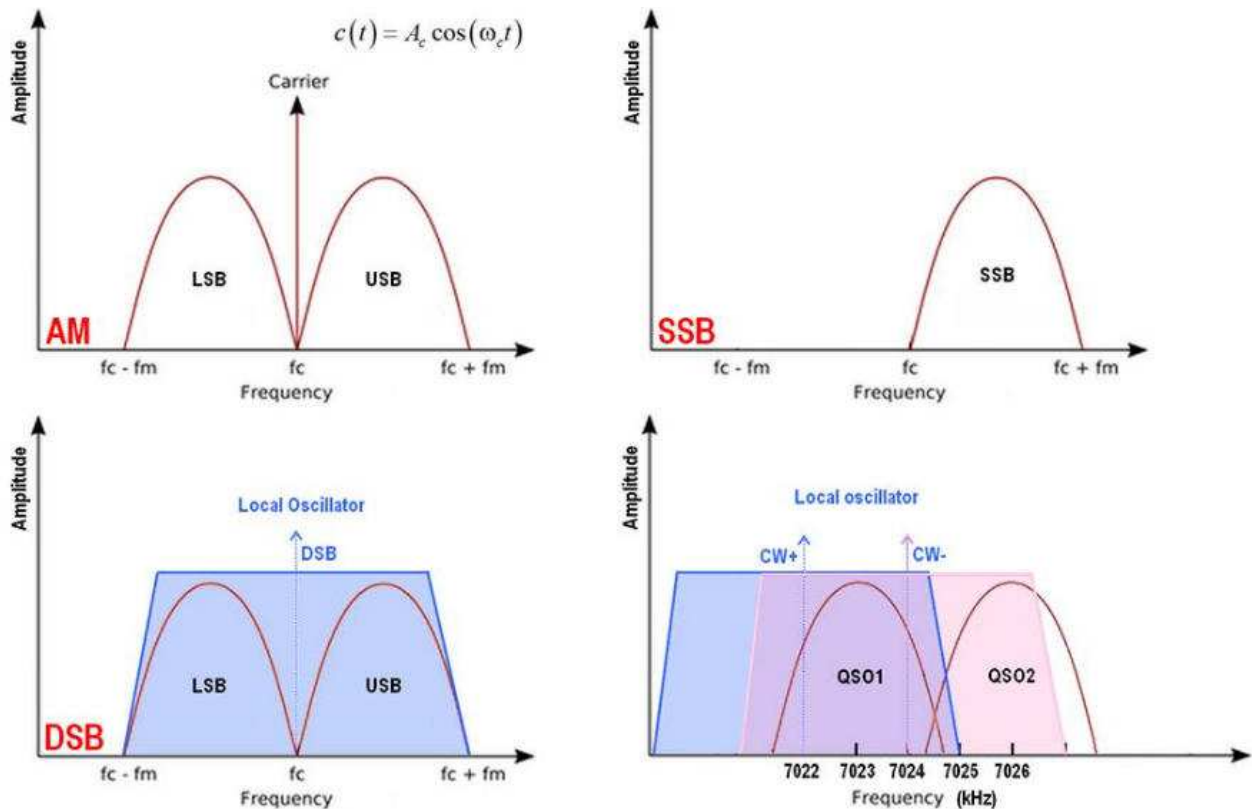 Amplitude
c(t) = A_c cos(ω_c t)
Carrier
LSB
USB
AM
fc - fm
fc
fc + fm
Frequency
Amplitude
SSB
SSB
fc - fm
fc
fc + fm
Frequency
Amplitude
Local Oscillator
DSB
LSB
USB
DSB
fc - fm
fc
fc + fm
Frequency
Amplitude
Local oscillator
CW+
CW-
QSO1
QSO2
7022
7023
7024
7025
7026
Frequency
(kHz)